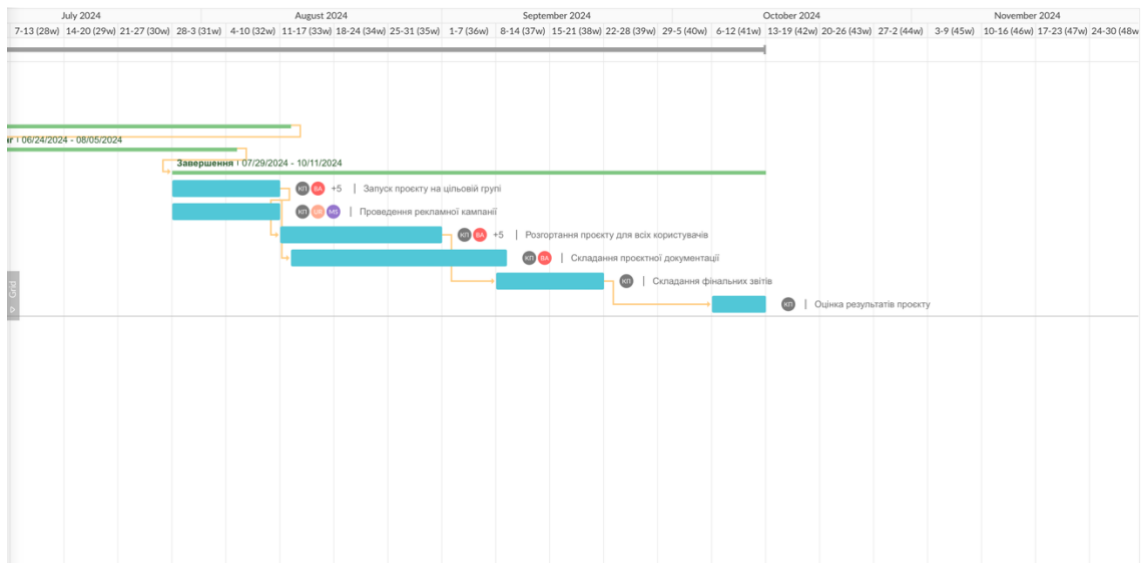 July 2024 August 2024 September 2024 October 2024 November 2024
7-13 (28w) 14-20 (29w) 21-27 (30w) 28-3 (31w) 4-10 (32w) 11-17 (33w) 18-24 (34w) 25-31 (35w) 1-7 (36w) 8-14 (37w) 15-21 (38w) 22-28 (39w) 29-5 (40w) 6-12 (41w) 13-19 (42w) 20-26 (43w) 27-2 (44w) 3-9 (45w) 10-16 (46w) 17-23 (47w) 24-30 (48w
06/24/2024 - 08/05/2024
Завершення 07/29/2024 - 10/11/2024
КП ВА +5 | Запуск проєкту на цільовій групі
КП MS | Проведення рекламної кампанії
КП ВА +5 | Розгортання проєкту для всіх користувачів
КП ВА | Складання проєктної документації
КП | Складання фінальних звітів
КП | Оцінка результатів проєкту
Grid